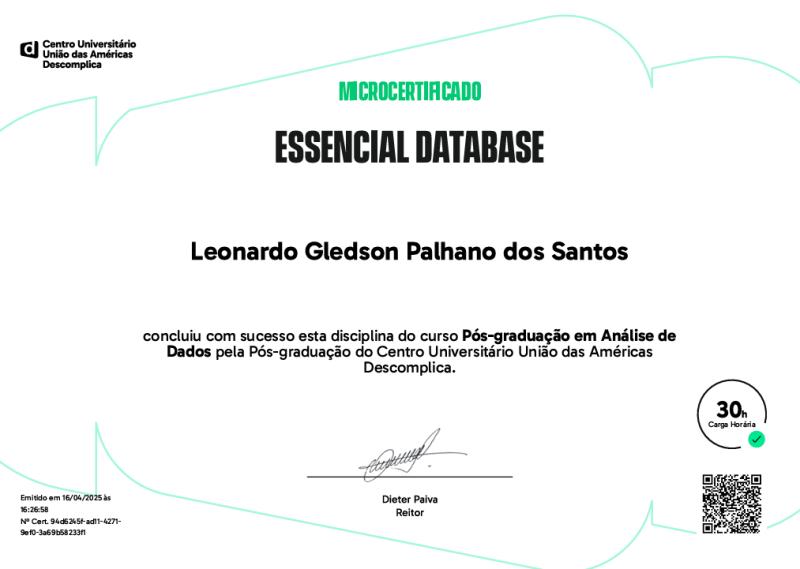 d Centro Universitário
União das Américas
Descomplica
MICROCERTIFICADO
ESSENCIAL DATABASE
Leonardo Gledson Palhano dos Santos
concluiu com sucesso esta disciplina do curso Pós-graduação em Análise de
Dados pela Pós-graduação do Centro Universitário União das Américas
Descomplica.
30h
Carga Horária
Dieter Paiva
Reitor
Emitido em 16/04/2025 às
16:26:58
Nº Cert. 94d6245f-ad11-4271-
9ef0-3a69b58233f1